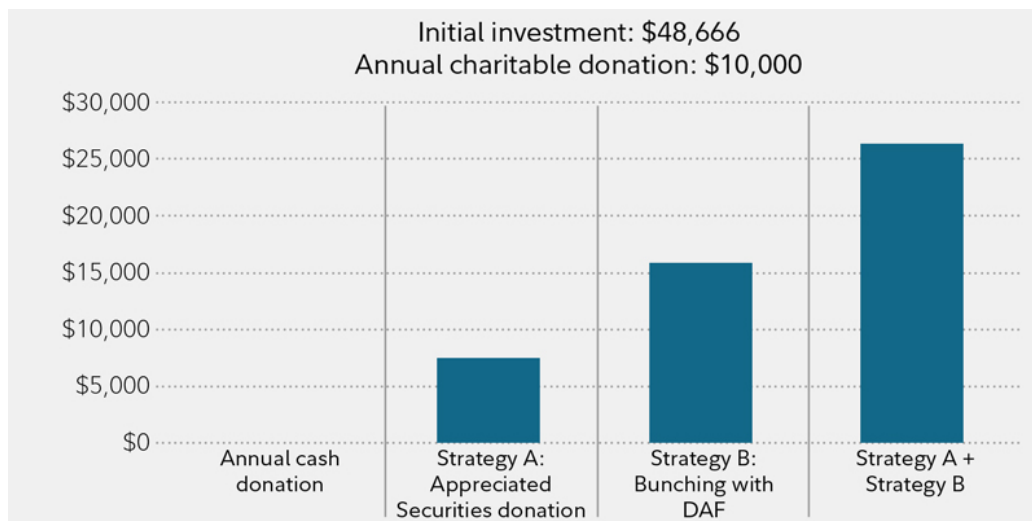 Initial investment: $48,666
Annual charitable donation: $10,000
$30,000
$25,000
$20,000
$15,000
$10,000
$5,000
$0
Annual cash
donation
Strategy A:
Appreciated
Securities donation
Strategy B:
Bunching with
DAF
Strategy A +
Strategy B